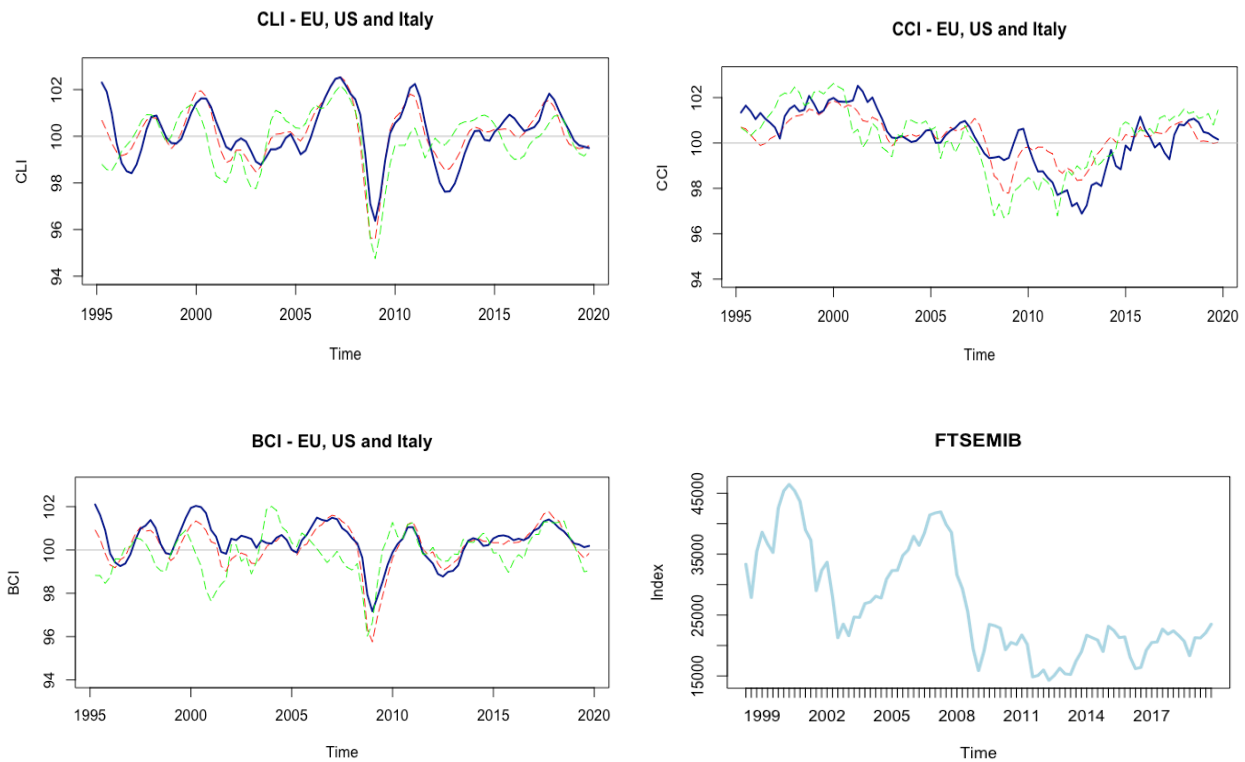 CLI - EU, US and Italy
CLI
102
100
98
96
94
1995 2000 2005 2010 2015 2020
Time
CCI - EU, US and Italy
CCI
102
100
98
96
94
1995 2000 2005 2010 2015 2020
Time
BCI - EU, US and Italy
BCI
102
100
98
96
94
1995 2000 2005 2010 2015 2020
Time
FTSEMIB
Index
45000
35000
25000
15000
1999 2002 2005 2008 2011 2014 2017
Time